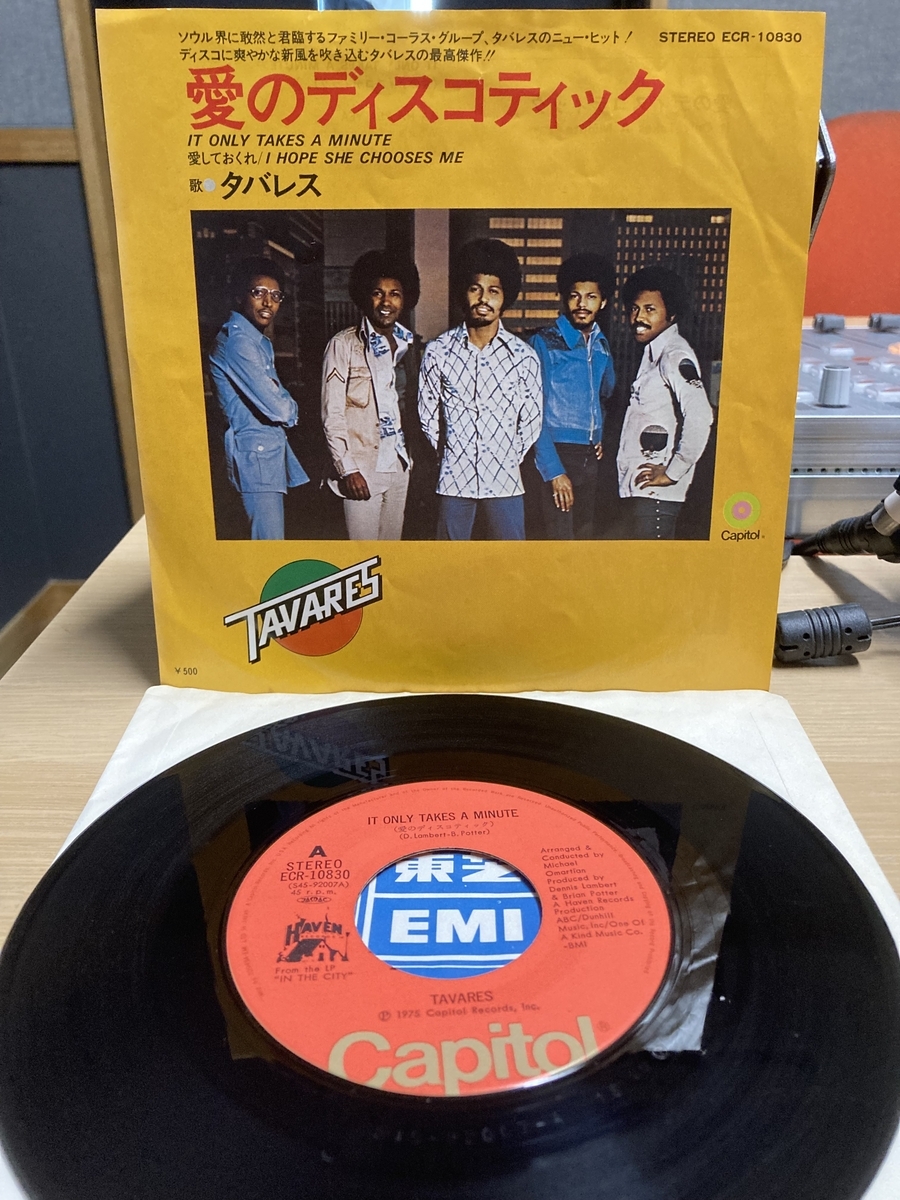 ソウル界に敢然と君臨するファミリー・コーラス・グループ、タバレスのニュー・ヒット!
STEREO ECR-10830
ディスコに爽やかな新風を吹き込むタバレスの最高傑作!!
愛のディスコティック
IT ONLY TAKES A MINUTE
愛しておくれ/I HOPE SHE CHOOSES ME
歌●タバレス
Capitol
TAVARES
¥500
IT ONLY TAKES A MINUTE
(愛のディスコティック)
(D. Lambert-B. Potter)
A
STEREO
ECR-10830
(S45-92007A)
45 r.p.m.
HAVEN
RECORDS
From the LP
"IN THE CITY"
Arranged &
Conducted by
Michael
Omartian
Produced by
Dennis Lambert
& Brian Potter
A Haven Records
Production
ABC/Dunhill
Music, Inc/One Of
A Kind Music Co.
-BMI
東芝
EMI
TAVARES
Ⓟ 1975 Capitol Records, Inc.
Capitol®